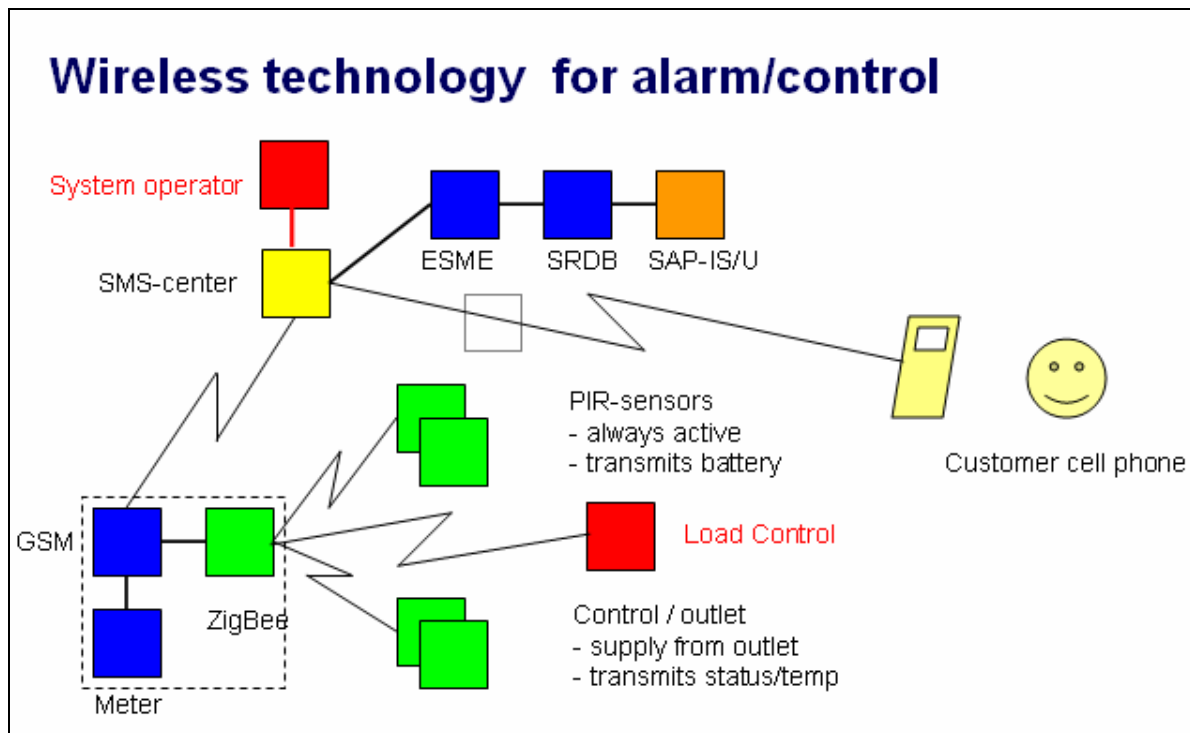 Wireless technology for alarm/control
System operator
SMS-center
ESME
SRDB
SAP-IS/U
PIR-sensors
- always active
- transmits battery
Customer cell phone
GSM
ZigBee
Meter
Load Control
Control / outlet
- supply from outlet
- transmits status/temp